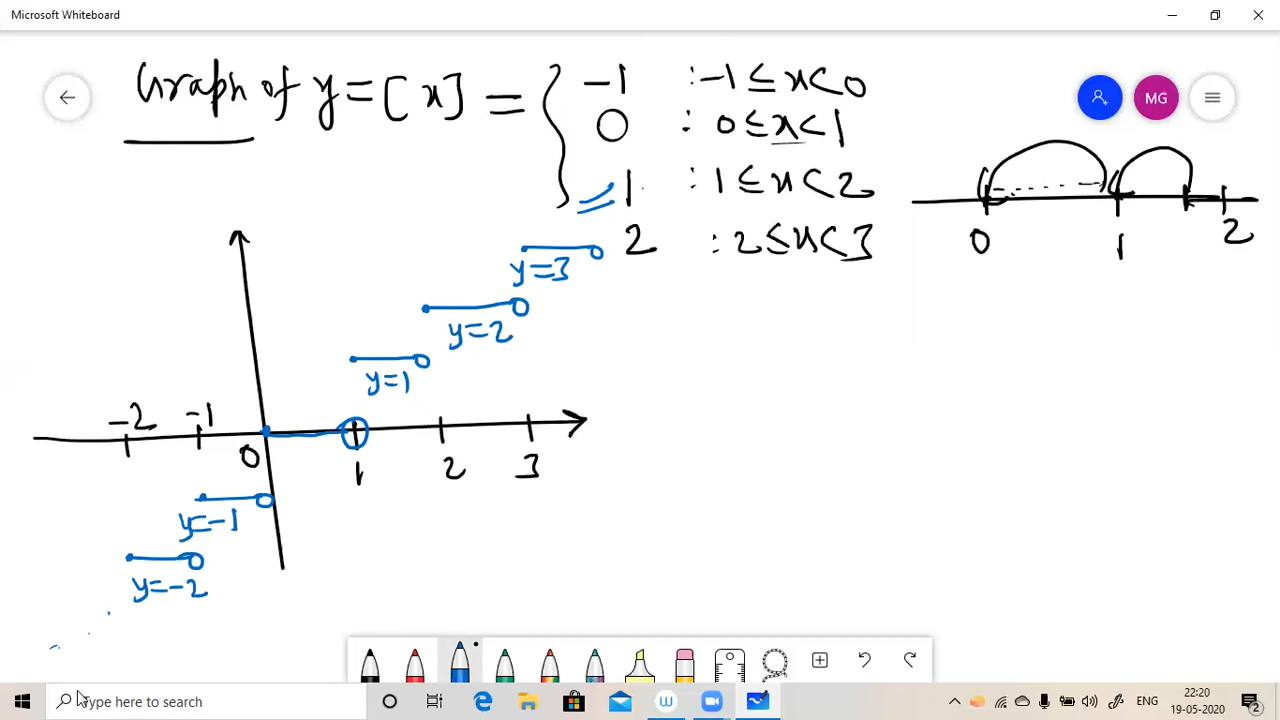 Microsoft Whiteboard
Graph of y=[x] = { -1 : -1 ≤ x < 0
0 : 0 ≤ x < 1
1 : 1 ≤ x < 2
2 : 2 ≤ x < 3
MG
0 1 2
y=3
y=2
y=1
-2 -1
0 1 2 3
y=-1
y=-2
Type here to search
ENG
22:20
19-05-2020
2